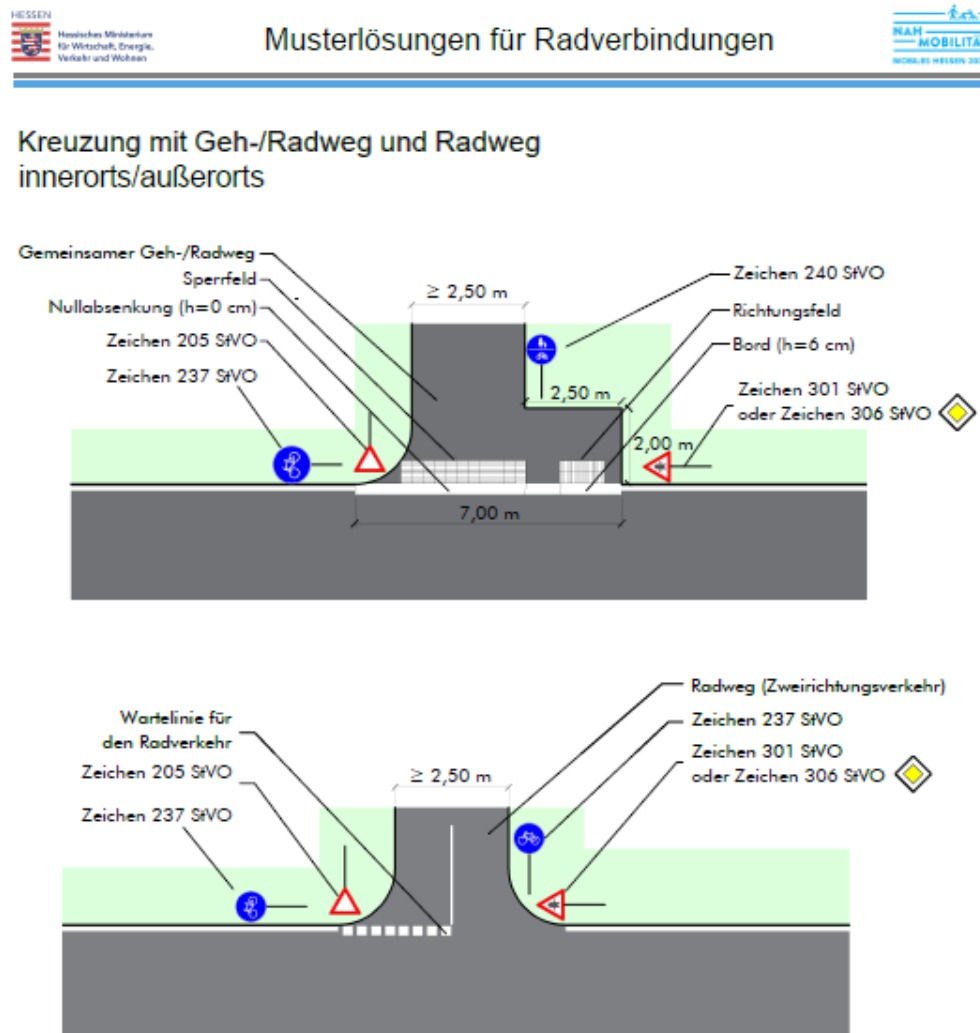 HESSEN
Hessisches Ministerium
für Wirtschaft, Energie,
Verkehr und Wohnen
Musterlösungen für Radverbindungen
NAH
MOBILITÄ
MOBILES HESSEN 20
Kreuzung mit Geh-/Radweg und Radweg
innerorts/außerorts
Gemeinsamer Geh-/Radweg
Sperrfeld
Nullabsenkung (h=0 cm)
Zeichen 205 StVO
Zeichen 237 StVO
≥ 2,50 m
Zeichen 240 StVO
Richtungsfeld
Bord (h=6 cm)
2,50 m
Zeichen 301 StVO
oder Zeichen 306 StVO
2,00 m
7,00 m
Wartelinie für
den Radverkehr
Zeichen 205 StVO
Zeichen 237 StVO
≥ 2,50 m
Radweg (Zweirichtungsverkehr)
Zeichen 237 StVO
Zeichen 301 StVO
oder Zeichen 306 StVO